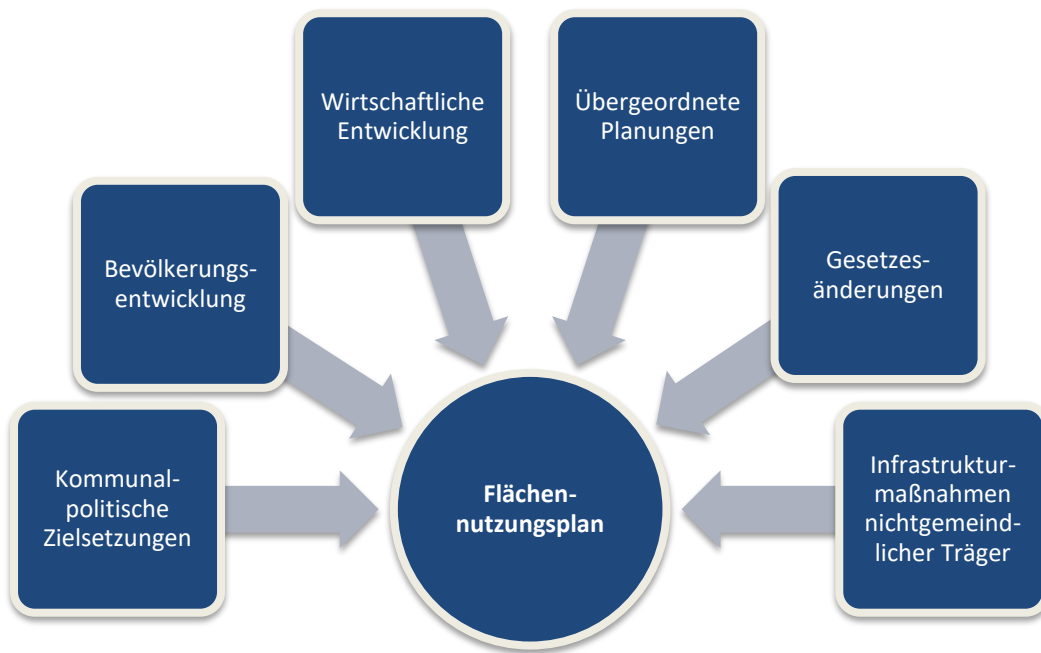 Wirtschaftliche
Entwicklung
Übergeordnete
Planungen
Bevölkerungs-
entwicklung
Gesetzes-
änderungen
Kommunal-
politische
Zielsetzungen
Flächen-
nutzungsplan
Infrastruktur-
maßnahmen
nichtgemeind-
licher Träger